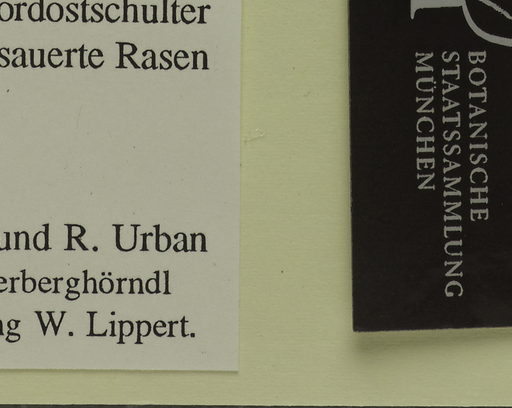 ordostschulter
sauerte Rasen
und R. Urban
erberghörndl
ng W. Lippert.
BOTANISCHE
STAATSSAMMLUNG
MÜNCHEN